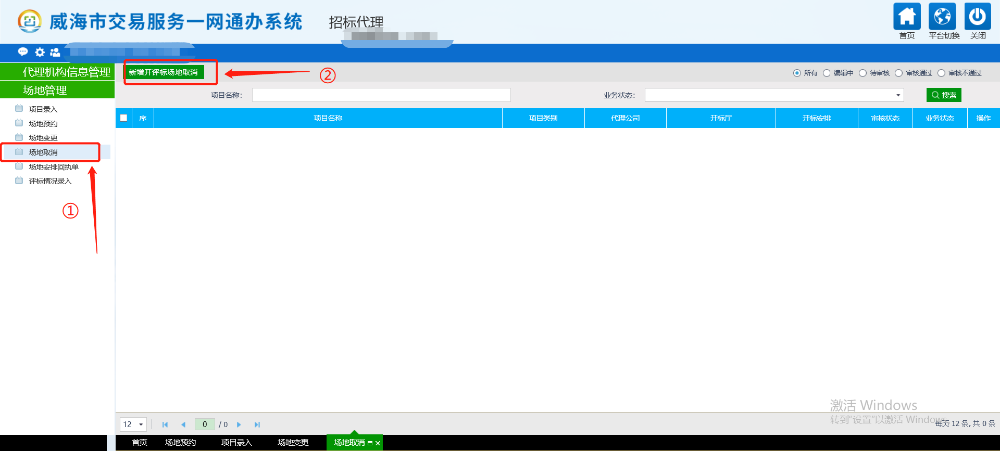 威海市交易服务一网通办系统
招标代理
首页
平台切换
关闭
代理机构信息管理
场地管理
项目录入
场地预约
场地变更
场地取消
场地安排回执单
评标情况录入
①
新增开评标场地取消
②
所有 编辑中 待审核 审核通过 审核不通过
项目名称：
业务状态：
搜索
序 项目名称 项目类别 代理公司 开标厅 开标安排 审核状态 业务状态 操作
激活 Windows
转到"设置"以激活 Windows。
12 0 / 0
每页 12 条, 共 0 条
首页 场地预约 项目录入 场地变更 场地取消